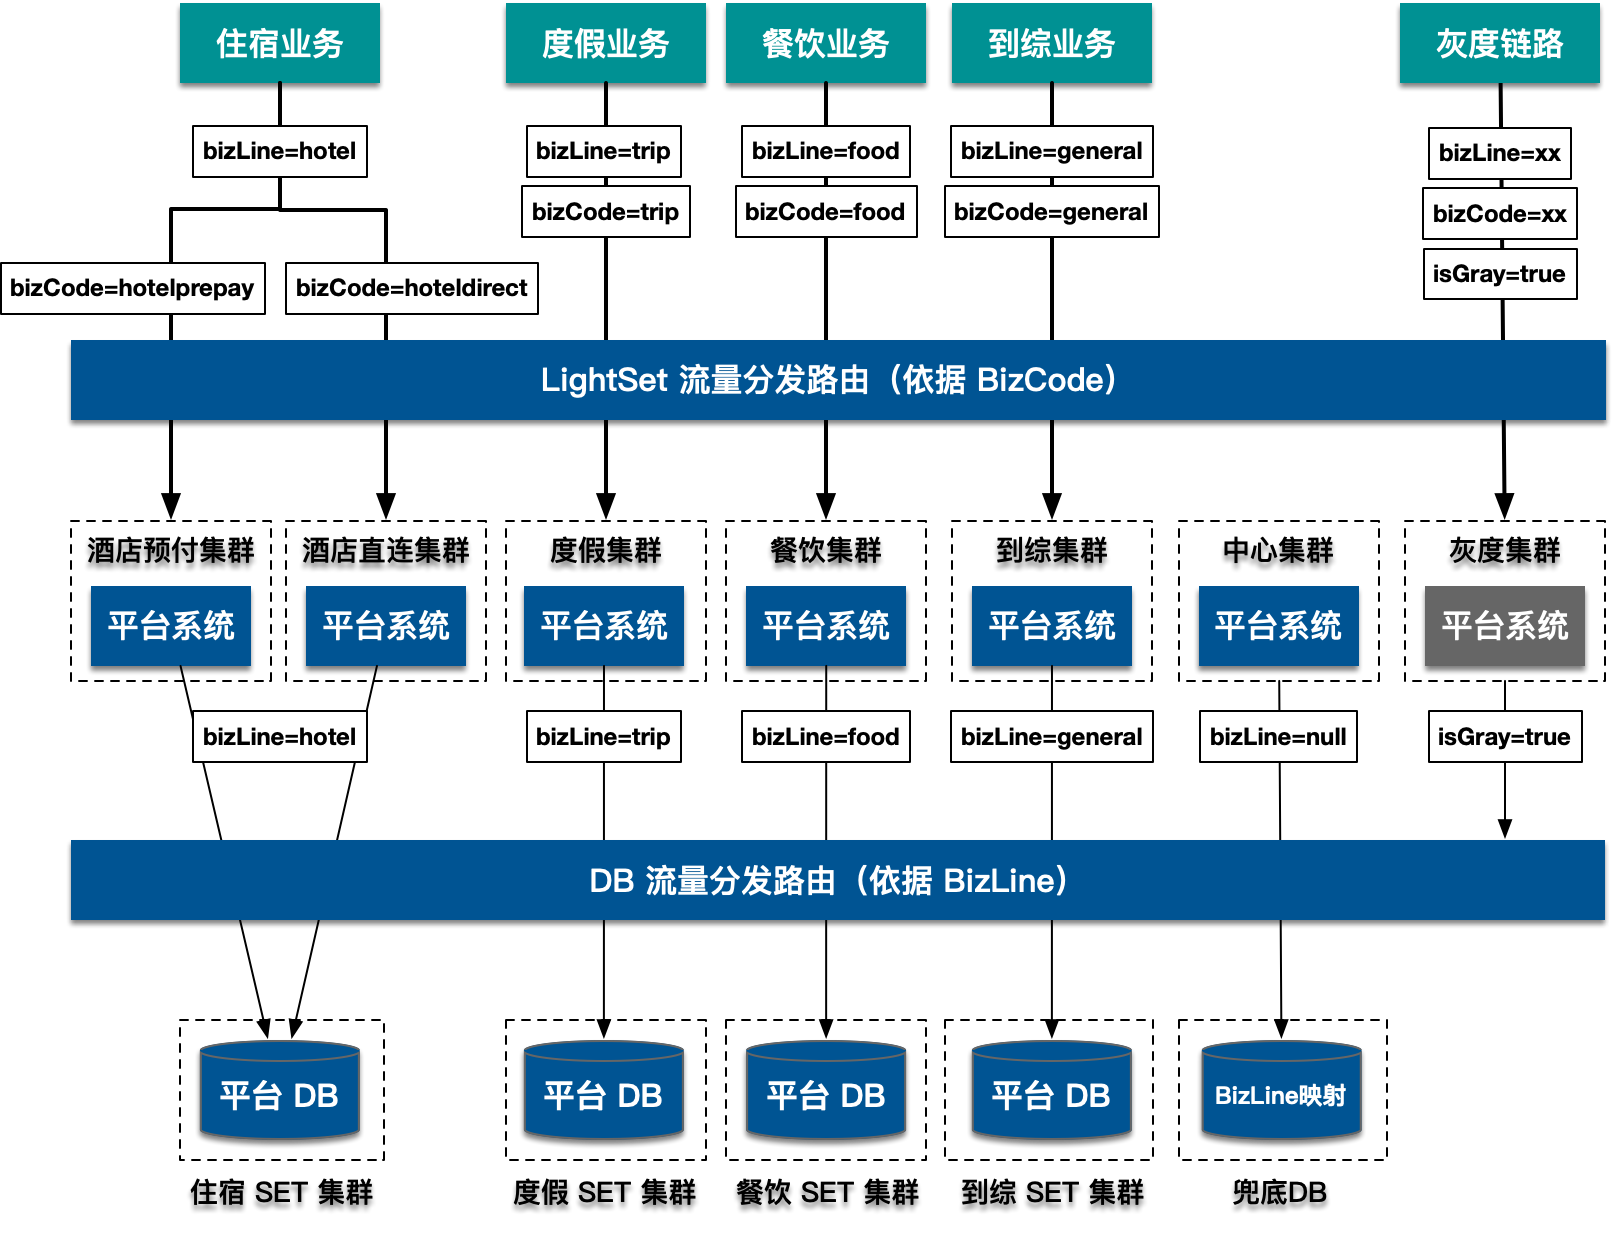 住宿业务
度假业务
餐饮业务
到综业务
灰度链路
bizLine=hotel
bizLine=trip
bizLine=food
bizLine=general
bizLine=xx
bizCode=trip
bizCode=food
bizCode=general
bizCode=xx
bizCode=hotelprepay
bizCode=hoteldirect
isGray=true
LightSet 流量分发路由（依据 BizCode）
酒店预付集群
酒店直连集群
度假集群
餐饮集群
到综集群
中心集群
灰度集群
平台系统
平台系统
平台系统
平台系统
平台系统
平台系统
平台系统
bizLine=hotel
bizLine=trip
bizLine=food
bizLine=general
bizLine=null
isGray=true
DB 流量分发路由（依据 BizLine）
平台 DB
平台 DB
平台 DB
平台 DB
BizLine映射
住宿 SET 集群
度假 SET 集群
餐饮 SET 集群
到综 SET 集群
兜底DB